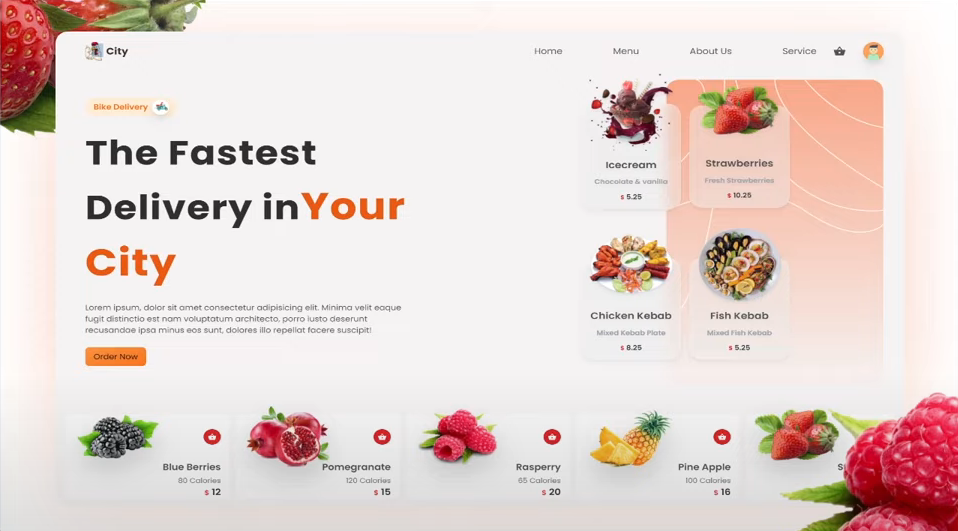 City
Home
Menu
About Us
Service
Bike Delivery
The Fastest
Delivery inYour
City
Lorem ipsum, dolor sit amet consectetur adipisicing elit. Minima velit eaque
fugit distinctio est nam voluptatum architecto, porro iusto deserunt
recusandae ipsa minus eos sunt, dolores illo repellat facere suscipit!
Order Now
Icecream
Chocolate & vanilla
$ 5.25
Strawberries
Fresh Strawberries
$ 10.25
Chicken Kebab
Mixed Kebab Plate
$ 8.25
Fish Kebab
Mixed Fish Kebab
$ 5.25
Blue Berries
80 Calories
$ 12
Pomegranate
120 Calories
$ 15
Rasperry
65 Calories
$ 20
Pine Apple
100 Calories
$ 16